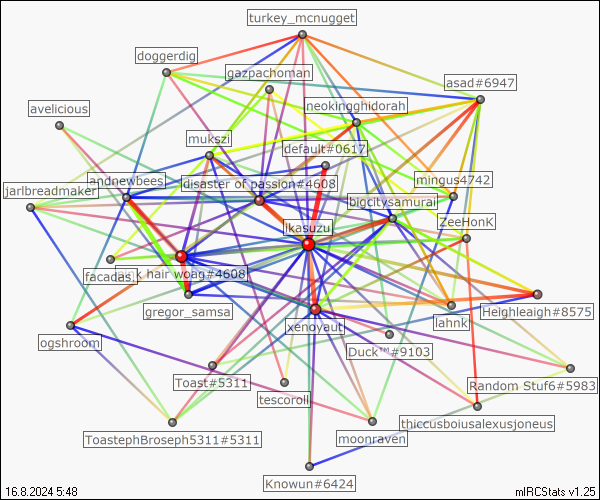 turkey_mcnugget
doggerdig
gazpachoman
asad#6947
avelicious
neokingghidorah
mukszi
default#0617
andnewbees
disaster of passion#4608
mingus4742
jarlbreadmaker
bigcitysamurai
ZeeHonK
ikasuzu
facadas.
k hair woag#4608
gregor_samsa
xenoyaut
lahnk
Heighleaigh#8575
ogshroom
Duck™#9103
Toast#5311
tescoroll
Random Stuf6#5983
ToastephBroseph5311#5311
moonraven
thiccusboiusalexusjoneus
Knowun#6424
16.8.2024 5:48
mIRCStats v1.25